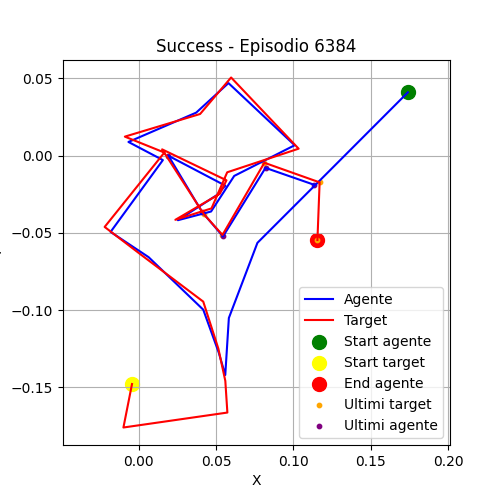 Success - Episodio 6384
0.05
0.00
−0.05
−0.10
−0.15
0.00
0.05
0.10
0.15
0.20
X
Agente
Target
Start agente
Start target
End agente
Ultimi target
Ultimi agente